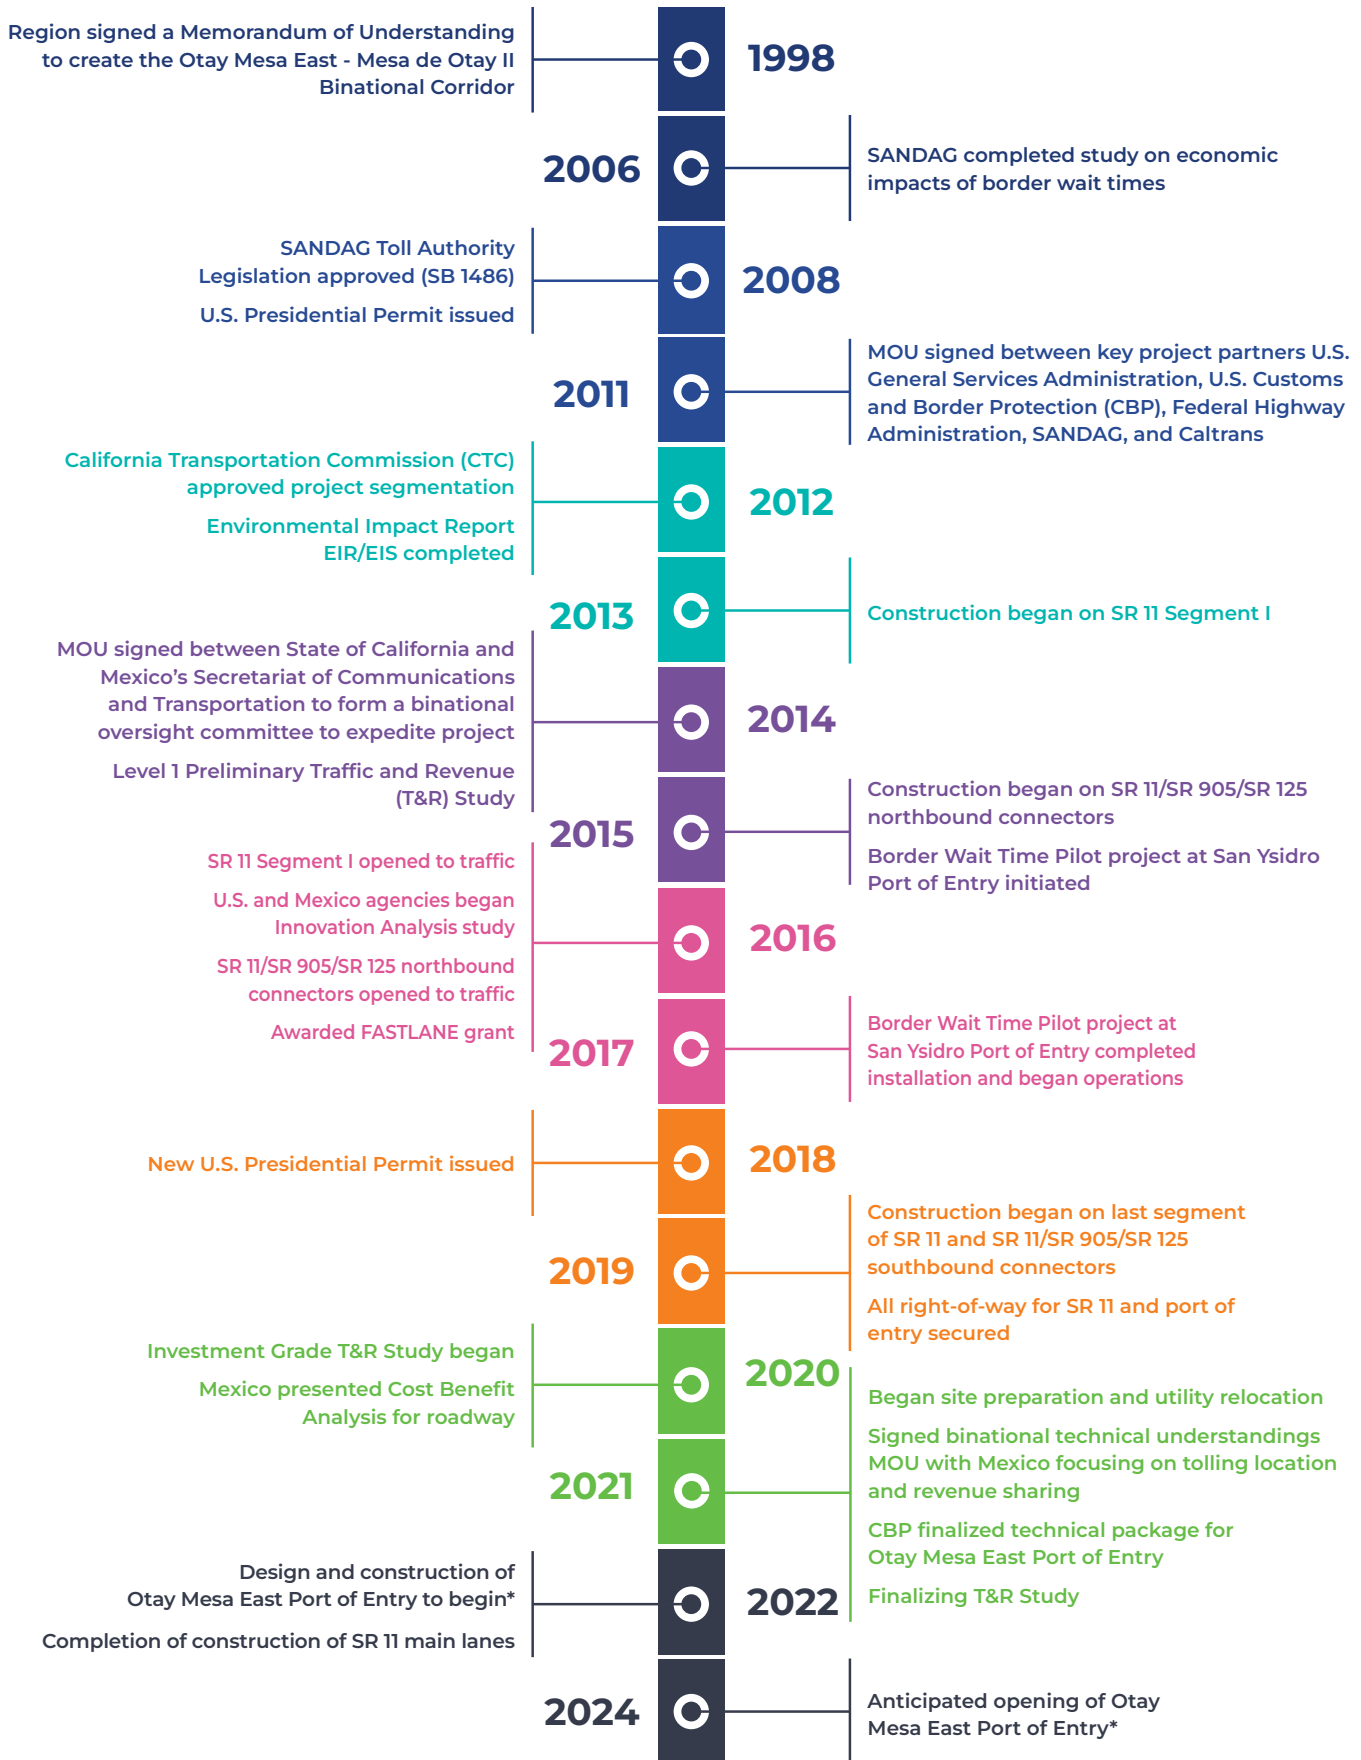 Region signed a Memorandum of Understanding
to create the Otay Mesa East - Mesa de Otay II
Binational Corridor
1998
2006
SANDAG completed study on economic
impacts of border wait times
SANDAG Toll Authority
Legislation approved (SB 1486)
U.S. Presidential Permit issued
2008
2011
MOU signed between key project partners U.S.
General Services Administration, U.S. Customs
and Border Protection (CBP), Federal Highway
Administration, SANDAG, and Caltrans
California Transportation Commission (CTC)
approved project segmentation
Environmental Impact Report
EIR/EIS completed
2012
2013
Construction began on SR 11 Segment I
MOU signed between State of California and
Mexico’s Secretariat of Communications
and Transportation to form a binational
oversight committee to expedite project
Level 1 Preliminary Traffic and Revenue
(T&R) Study
2014
2015
Construction began on SR 11/SR 905/SR 125
northbound connectors
Border Wait Time Pilot project at San Ysidro
Port of Entry initiated
SR 11 Segment I opened to traffic
U.S. and Mexico agencies began
Innovation Analysis study
SR 11/SR 905/SR 125 northbound
connectors opened to traffic
Awarded FASTLANE grant
2016
2017
Border Wait Time Pilot project at
San Ysidro Port of Entry completed
installation and began operations
New U.S. Presidential Permit issued
2018
2019
Construction began on last segment
of SR 11 and SR 11/SR 905/SR 125
southbound connectors
All right-of-way for SR 11 and port of
entry secured
Investment Grade T&R Study began
Mexico presented Cost Benefit
Analysis for roadway
2020
2021
Began site preparation and utility relocation
Signed binational technical understandings
MOU with Mexico focusing on tolling location
and revenue sharing
CBP finalized technical package for
Otay Mesa East Port of Entry
Finalizing T&R Study
Design and construction of
Otay Mesa East Port of Entry to begin*
Completion of construction of SR 11 main lanes
2022
2024
Anticipated opening of Otay
Mesa East Port of Entry*